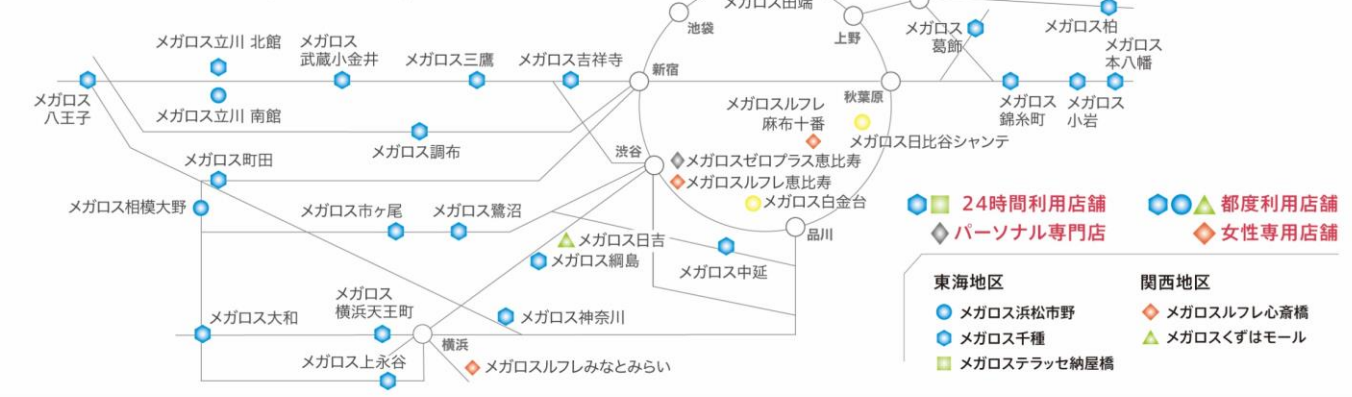 メガロス田端
池袋
上野
メガロス
葛飾
メガロス柏
メガロス
本八幡
メガロス立川 北館
メガロス
武蔵小金井
メガロス三鷹
メガロス吉祥寺
新宿
メガロス
八王子
メガロス立川 南館
メガロス調布
メガロスルフレ
麻布十番
秋葉原
メガロス
錦糸町
メガロス
小岩
メガロス日比谷シャンテ
メガロス町田
渋谷
メガロスゼロプラス恵比寿
メガロスルフレ恵比寿
メガロス白金台
メガロス相模大野
メガロス市ヶ尾
メガロス鷺沼
品川
メガロス日吉
メガロス綱島
メガロス中延
メガロス
横浜天王町
メガロス大和
メガロス神奈川
横浜
メガロス上永谷
メガロスルフレみなとみらい
24時間利用店舗
都度利用店舗
パーソナル専門店
女性専用店舗
東海地区
メガロス浜松市野
メガロス千種
メガロステラッセ納屋橋
関西地区
メガロスルフレ心斎橋
メガロスくずはモール